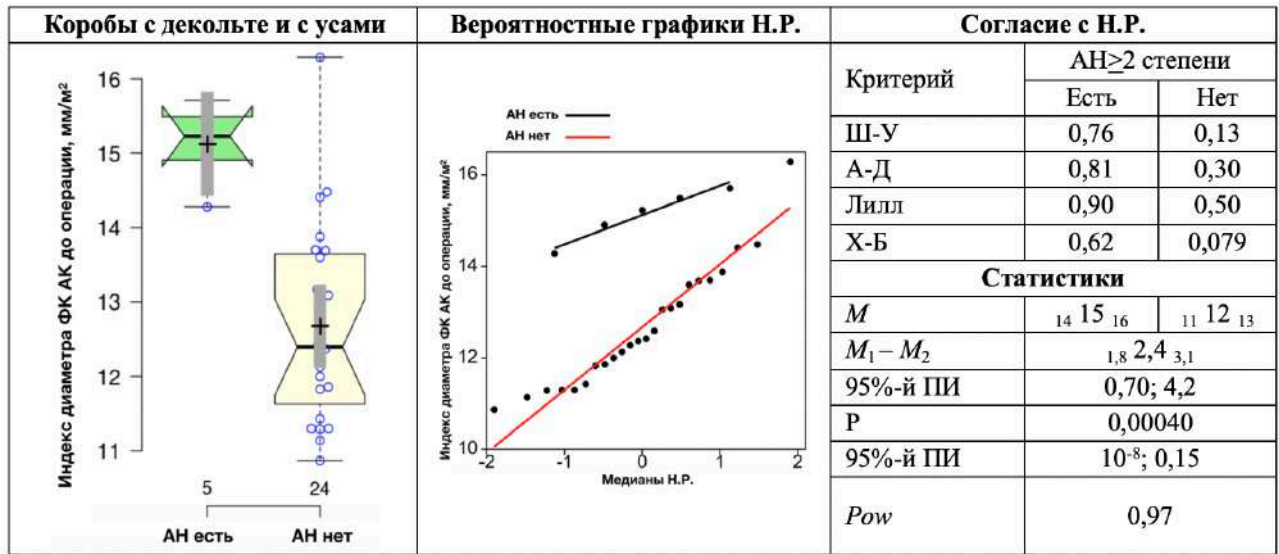 Коробы с декольте и с усами
Вероятностные графики Н.Р.
Согласие с Н.Р.
Индекс диаметра ФК АК до операции, мм/м²
16
15
14
13
12
11
5
24
АН есть
АН нет
АН есть
АН нет
Индекс диаметра ФК АК до операции, мм/м²
16
14
12
10
-2
-1
0
1
2
Медианы Н.Р.
Критерий
АН≥2 степени
Есть
Нет
Ш-У
0,76
0,13
А-Д
0,81
0,30
Лилл
0,90
0,50
Х-Б
0,62
0,079
Статистики
M
14 15 16
11 12 13
M₁ – M₂
1,8 2,4 3,1
95%-й ПИ
0,70; 4,2
P
0,00040
95%-й ПИ
10⁻⁸; 0,15
Pow
0,97